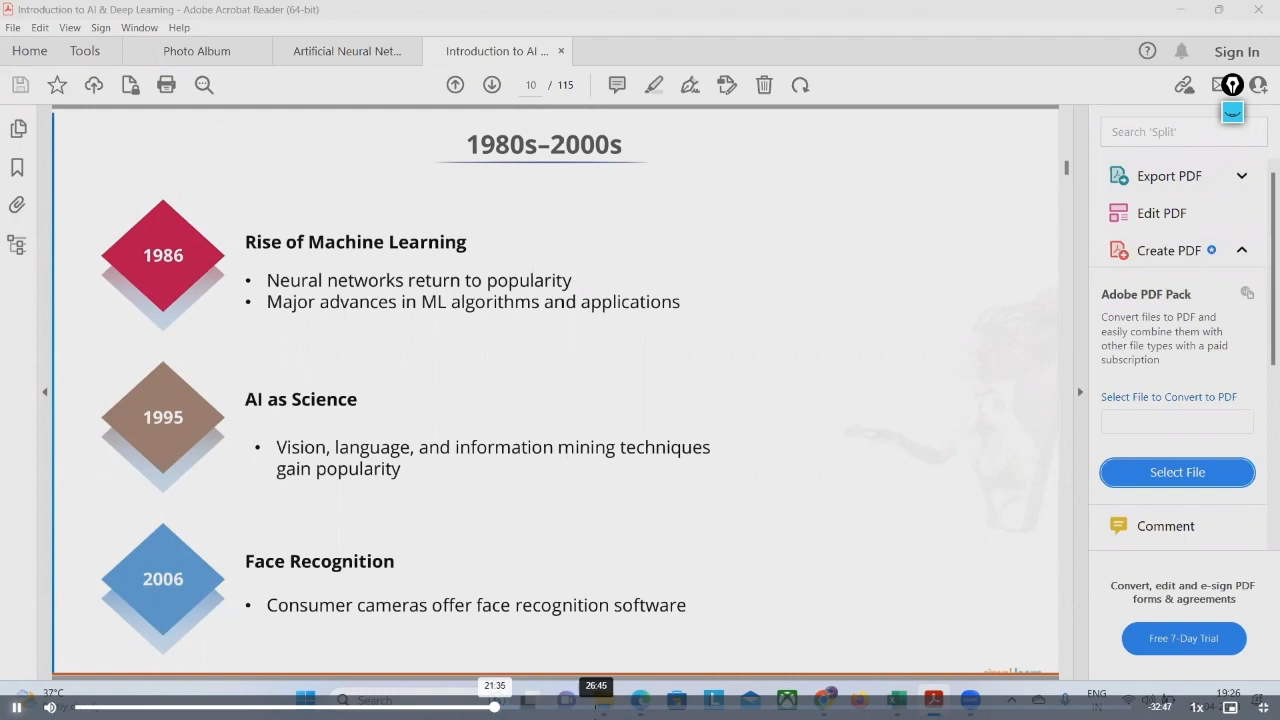 Introduction to AI & Deep Learning - Adobe Acrobat Reader (64-bit)
File Edit View Sign Window Help
Home Tools Photo Album Artificial Neural Net... Introduction to AI ... × Sign In
10 / 115
1980s–2000s
1986
Rise of Machine Learning
• Neural networks return to popularity
• Major advances in ML algorithms and applications
1995
AI as Science
• Vision, language, and information mining techniques
gain popularity
2006
Face Recognition
• Consumer cameras offer face recognition software
Search 'Split'
Export PDF
Edit PDF
Create PDF
Adobe PDF Pack
Convert files to PDF and
easily combine them with
other file types with a paid
subscription
Select File to Convert to PDF
Select File
Comment
Convert, edit and e-sign PDF
forms & agreements
Free 7-Day Trial
37°C
Search
21:35
26:45
ENG
IN
19:26
-32:47
1x